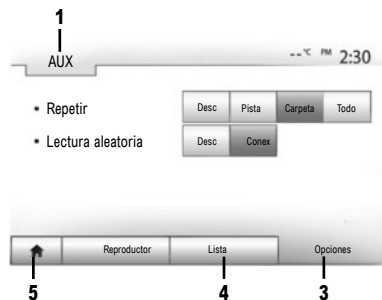 1
AUX
--°C PM 2:30
Repetir Desc Pista Carpeta Todo
Lectura aleatoria Desc Conex
Reproductor Lista Opciones
5 4 3